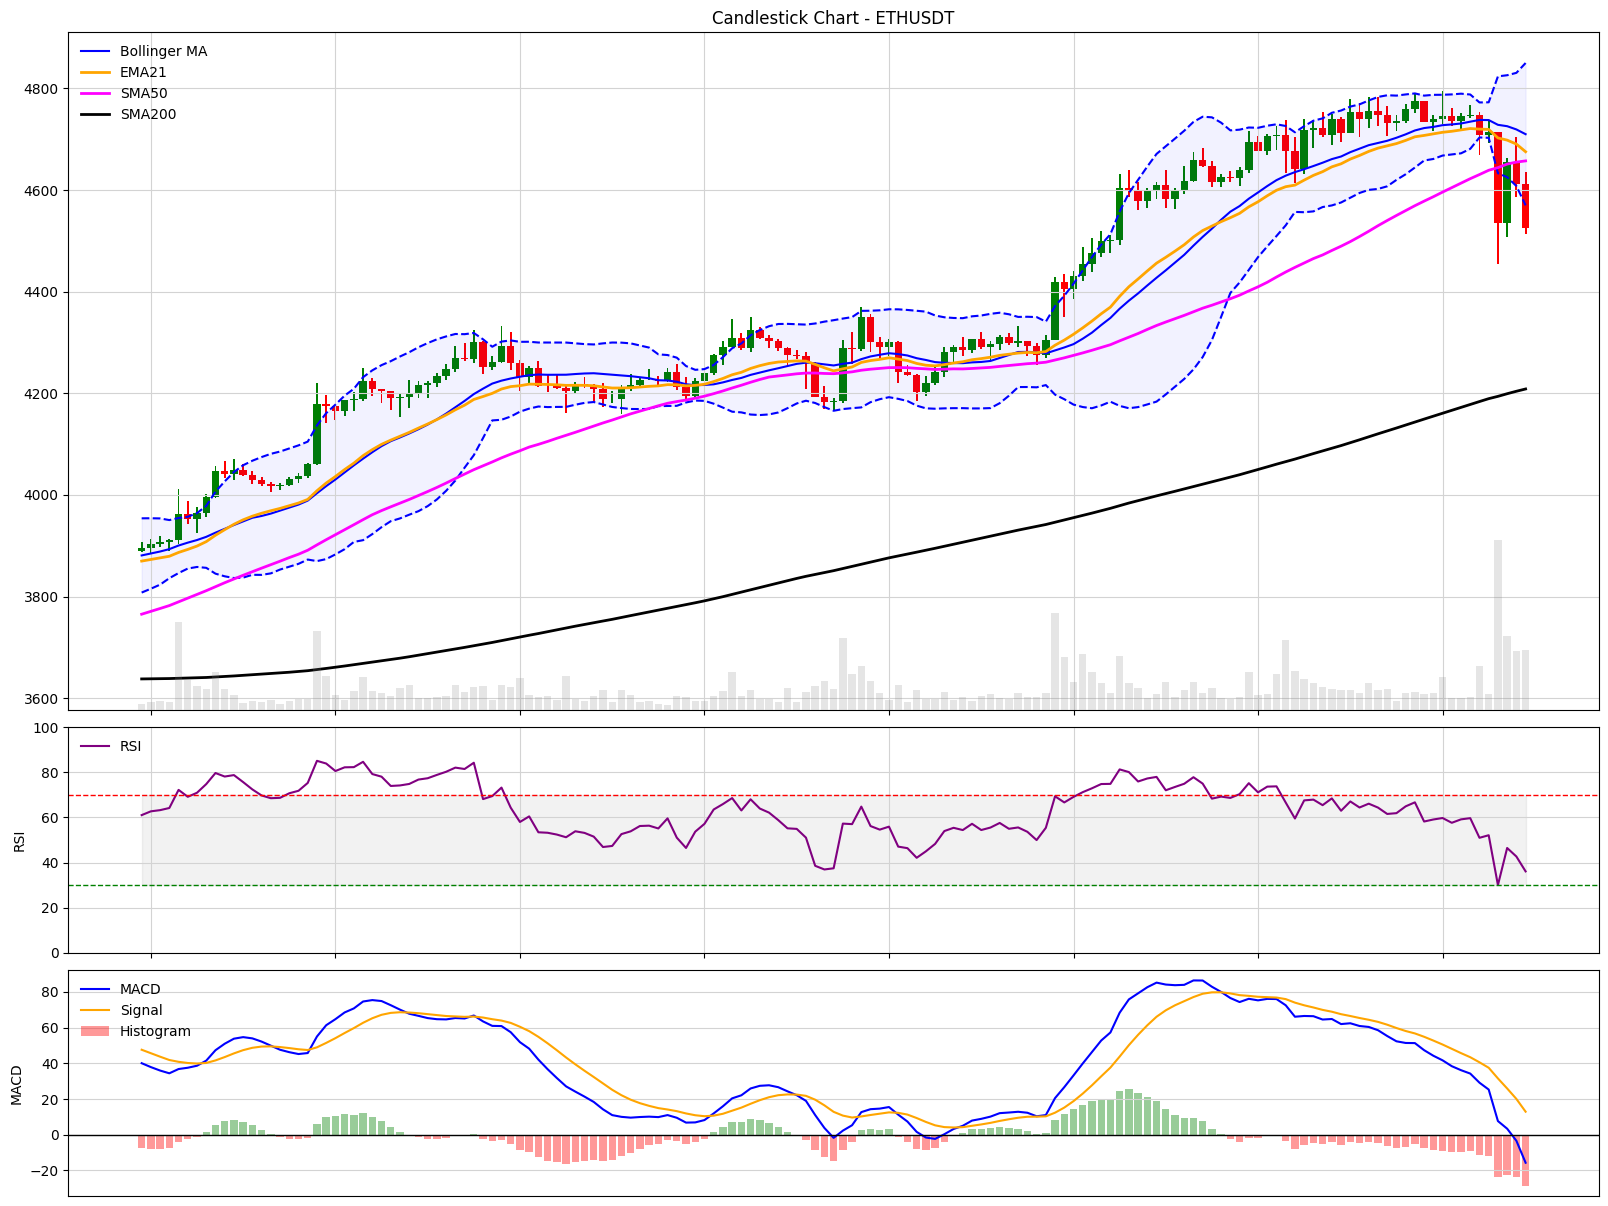 Candlestick Chart - ETHUSDT
Bollinger MA
EMA21
SMA50
SMA200
4800
4600
4400
4200
4000
3800
3600
RSI
100
80
60
40
20
0
RSI
MACD
Signal
Histogram
80
60
40
20
0
−20
MACD